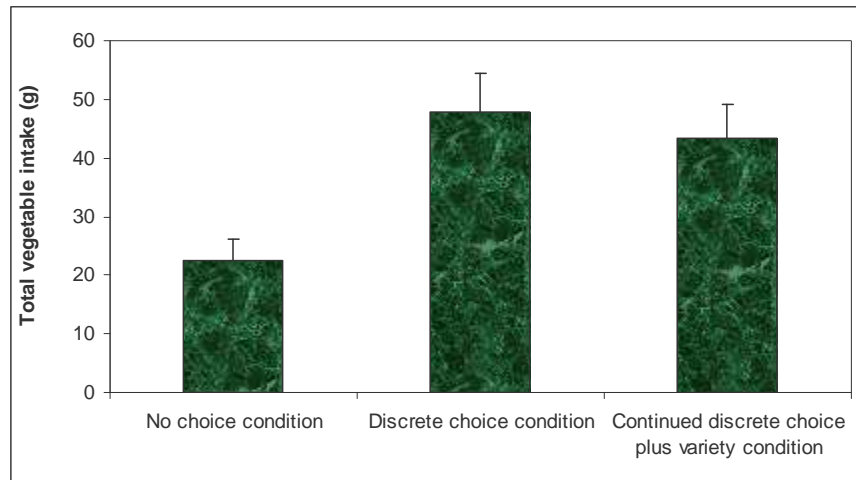 Total vegetable intake (g)
60
50
40
30
20
10
0
No choice condition
Discrete choice condition
Continued discrete choice
plus variety condition